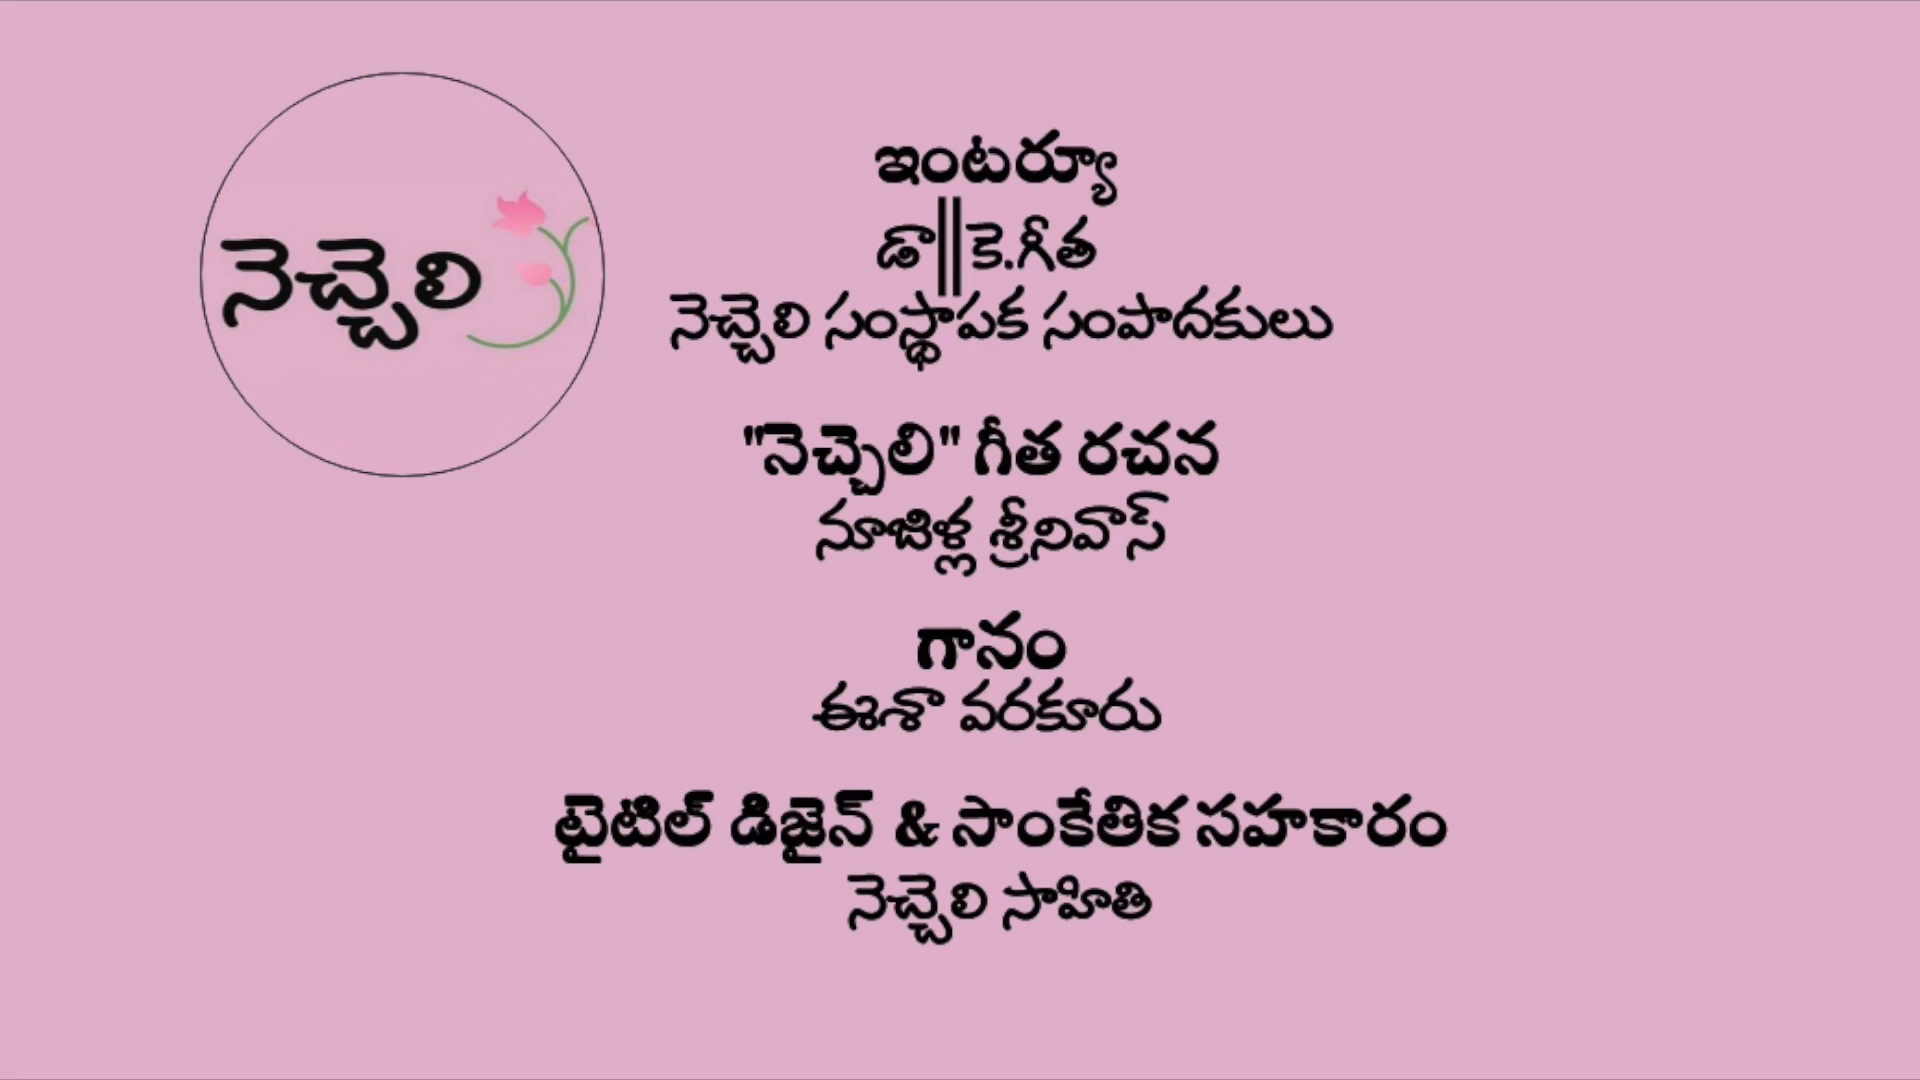 నెచ్చెలి
ఇంటర్వ్యూ
డా||కె.గీత
నెచ్చెలి సంస్థాపక సంపాదకులు
"నెచ్చెలి" గీత రచన
నూజిళ్ల శ్రీనివాస్
గానం
ఈశా వరకూరు
టైటిల్ డిజైన్ & సాంకేతిక సహకారం
నెచ్చెలి సాహితి